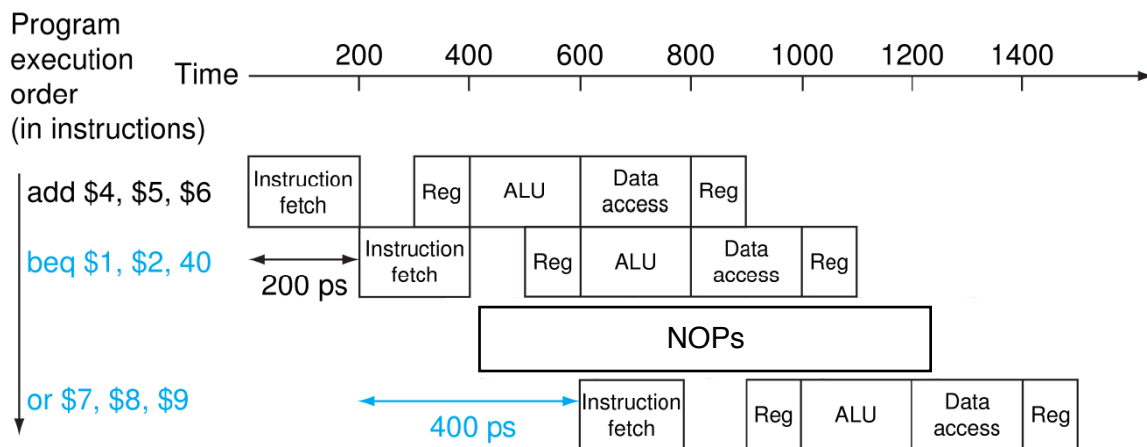 Program
execution
order
(in instructions)
Time
200 400 600 800 1000 1200 1400
add $4, $5, $6
Instruction
fetch
Reg
ALU
Data
access
Reg
beq $1, $2, 40
200 ps
Instruction
fetch
Reg
ALU
Data
access
Reg
NOPs
or $7, $8, $9
400 ps
Instruction
fetch
Reg
ALU
Data
access
Reg